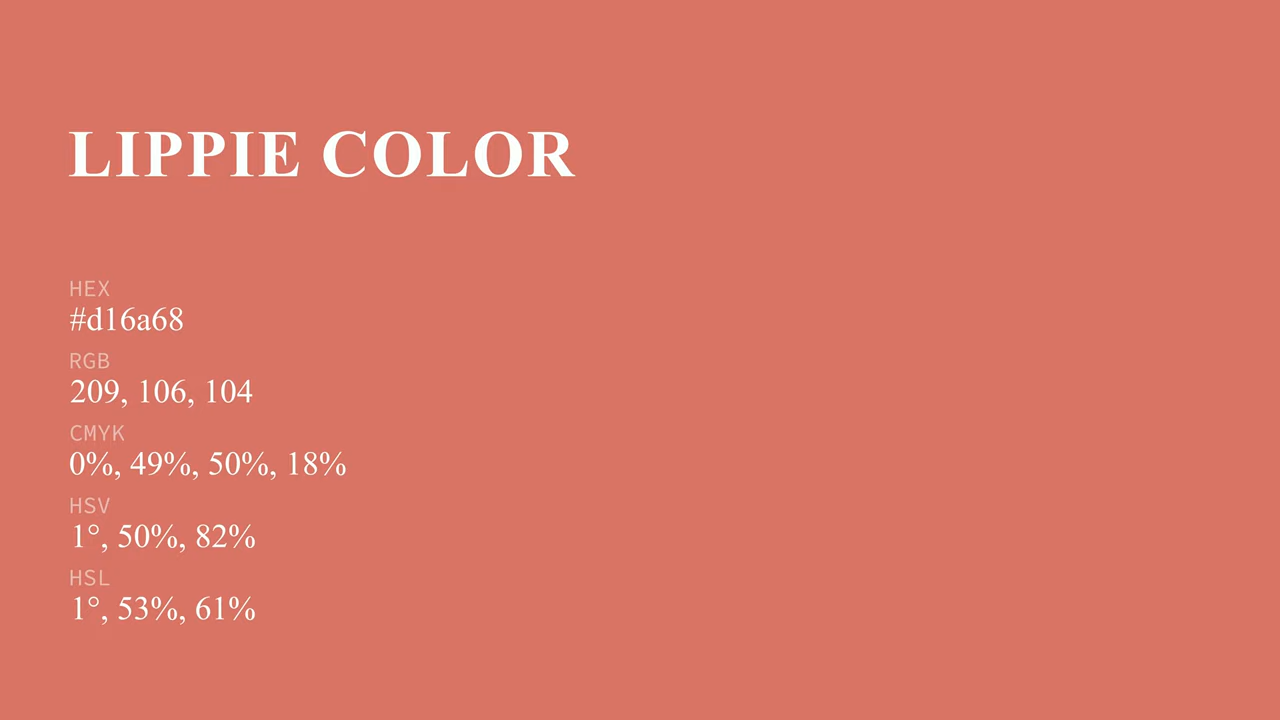 LIPPIE COLOR
HEX
#d16a68
RGB
209, 106, 104
CMYK
0%, 49%, 50%, 18%
HSV
1°, 50%, 82%
HSL
1°, 53%, 61%